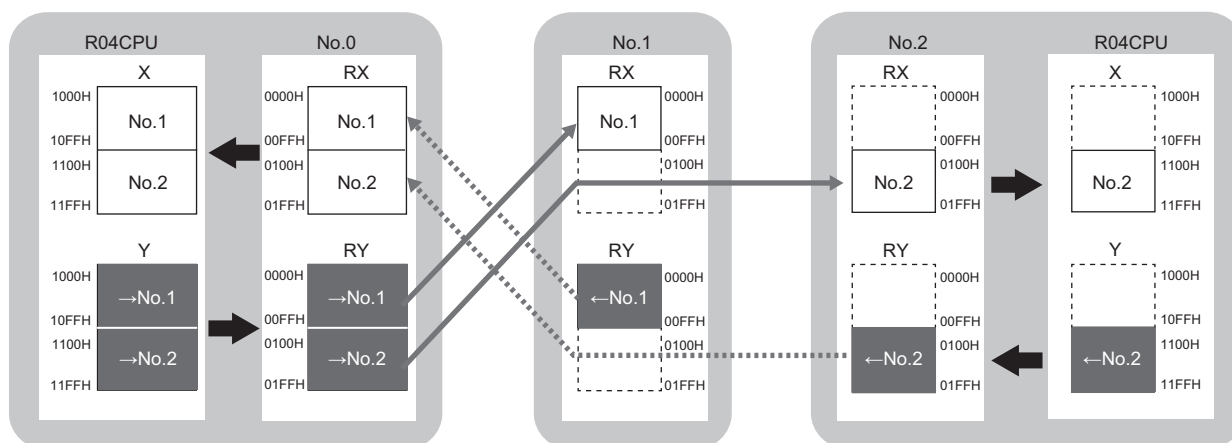 R04CPU
No.0
X
1000H
No.1
10FFH
1100H
No.2
11FFH
RX
0000H
No.1
00FFH
0100H
No.2
01FFH
Y
1000H
→No.1
10FFH
1100H
→No.2
11FFH
RY
0000H
→No.1
00FFH
0100H
→No.2
01FFH
No.1
RX
No.1
0000H
00FFH
0100H
01FFH
RY
←No.1
0000H
00FFH
0100H
01FFH
No.2
R04CPU
RX
0000H
00FFH
0100H
No.2
01FFH
X
1000H
10FFH
1100H
No.2
11FFH
RY
0000H
00FFH
0100H
←No.2
01FFH
Y
1000H
10FFH
1100H
←No.2
11FFH